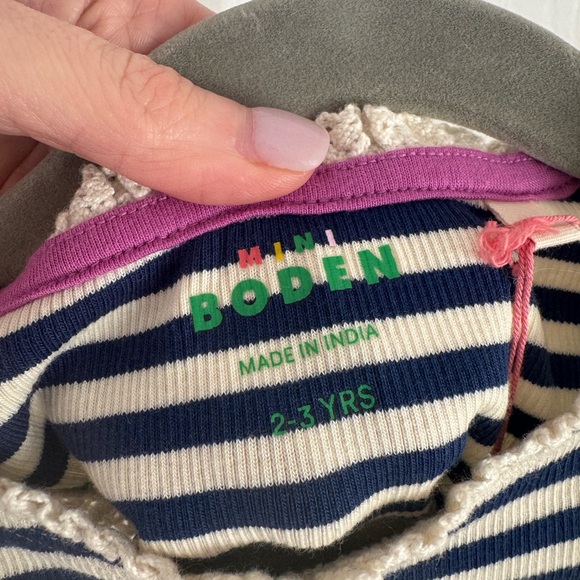 MINI
BODEN
MADE IN INDIA
2-3 YRS